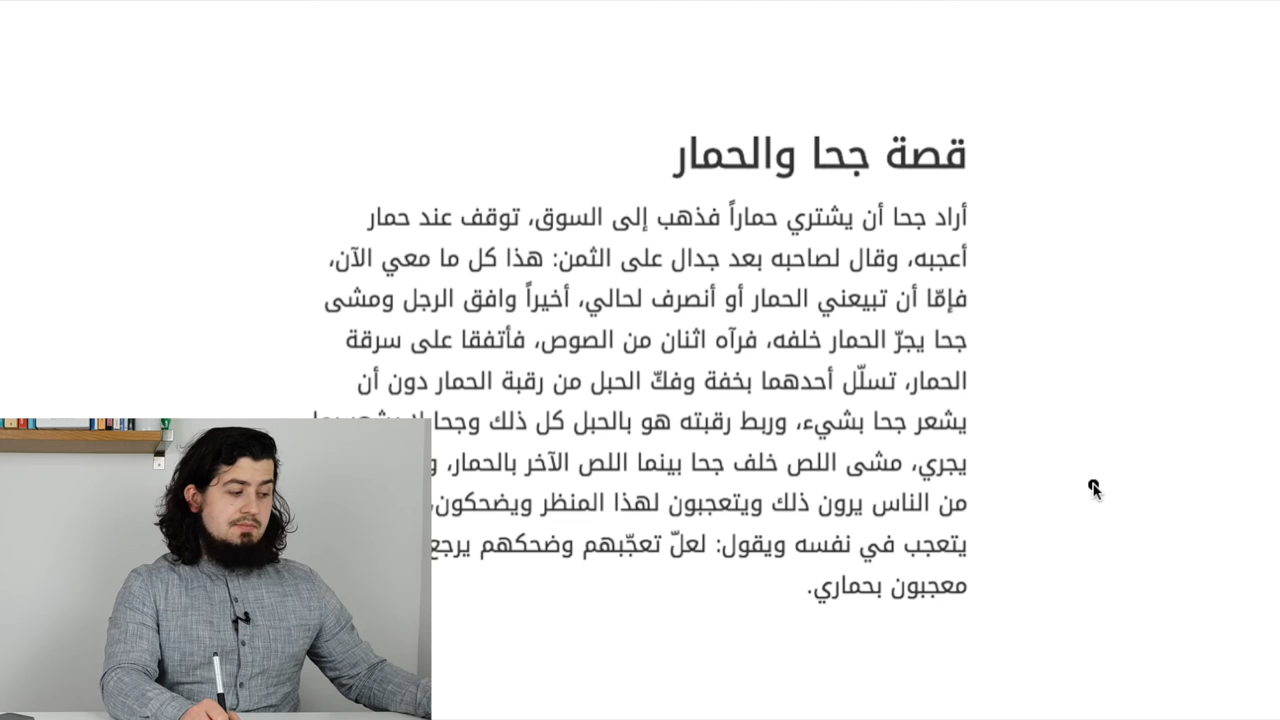 قصة جحا والحمار
أراد جحا أن يشتري حماراً فذهب إلى السوق، توقف عند حمار
أعجبه، وقال لصاحبه بعد جدال على الثمن: هذا كل ما معي الآن،
فإمّا أن تبيعني الحمار أو أنصرف لحالي، أخيراً وافق الرجل ومشى
جحا يجرّ الحمار خلفه، فرآه اثنان من الصوص، فأتفقا على سرقة
الحمار، تسلّل أحدهما بخفة وفكّ الحبل من رقبة الحمار دون أن
يشعر جحا بشيء، وربط رقبته هو بالحبل كل ذلك وجحا
يجري، مشى اللص خلف جحا بينما اللص الآخر بالحمار،
من الناس يرون ذلك ويتعجبون لهذا المنظر ويضحكون،
يتعجب في نفسه ويقول: لعلّ تعجّبهم وضحكهم
معجبون بحماري.